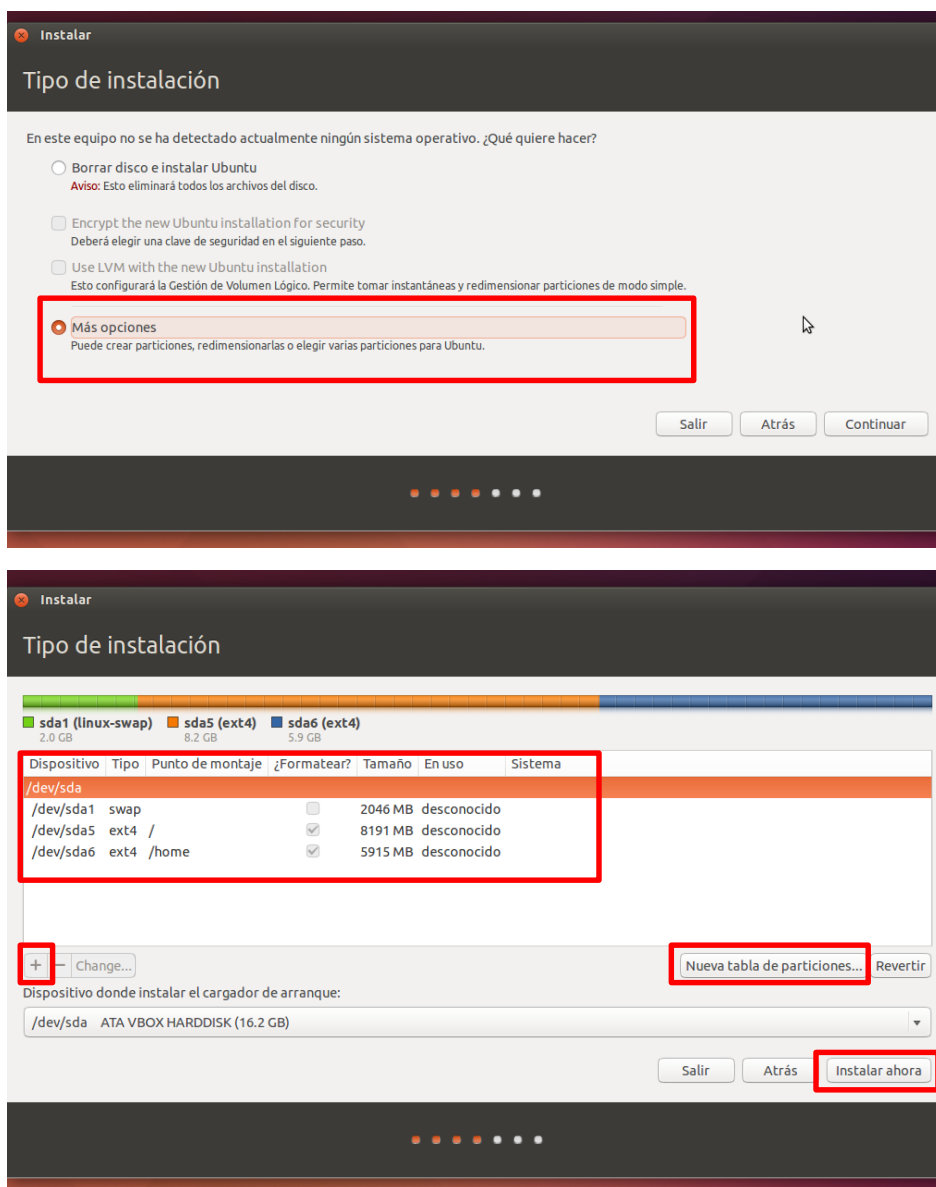 Instalar
Tipo de instalación
En este equipo no se ha detectado actualmente ningún sistema operativo. ¿Qué quiere hacer?
Borrar disco e instalar Ubuntu
Aviso: Esto eliminará todos los archivos del disco.
Encrypt the new Ubuntu installation for security
Deberá elegir una clave de seguridad en el siguiente paso.
Use LVM with the new Ubuntu installation
Esto configurará la Gestión de Volumen Lógico. Permite tomar instantáneas y redimensionar particiones de modo simple.
Más opciones
Puede crear particiones, redimensionarlas o elegir varias particiones para Ubuntu.
Salir Atrás Continuar
Instalar
Tipo de instalación
sda1 (linux-swap) sda5 (ext4) sda6 (ext4)
2.0 GB 8.2 GB 5.9 GB
Dispositivo Tipo Punto de montaje ¿Formatear? Tamaño En uso Sistema
/dev/sda
/dev/sda1 swap 2046 MB desconocido
/dev/sda5 ext4 / 8191 MB desconocido
/dev/sda6 ext4 /home 5915 MB desconocido
+ − Change... Nueva tabla de particiones... Revertir
Dispositivo donde instalar el cargador de arranque:
/dev/sda ATA VBOX HARDDISK (16.2 GB)
Salir Atrás Instalar ahora